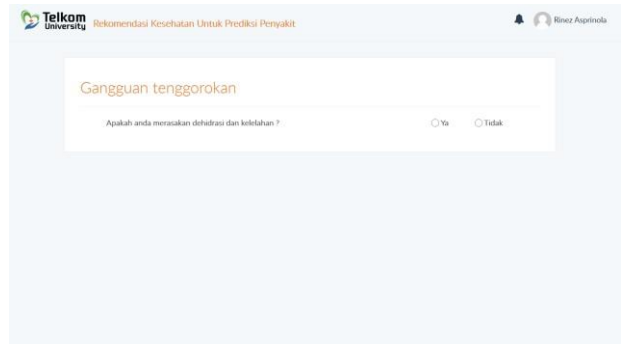 Telkom
University
Rekomendasi Kesehatan Untuk Prediksi Penyakit
Rinez Asprinola
Gangguan tenggorokan
Apakah anda merasakan dehidrasi dan kelelahan ?
Ya
Tidak